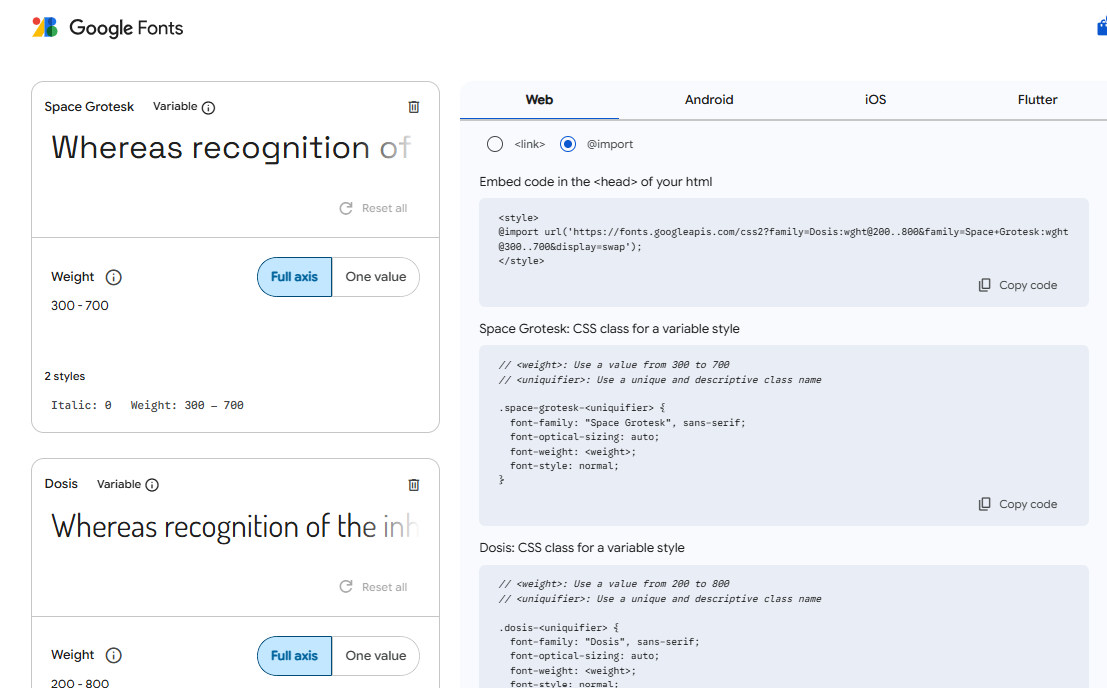 Google Fonts
Space Grotesk Variable
Whereas recognition of
Reset all
Weight
Full axis One value
300 - 700
2 styles
Italic: 0 Weight: 300 — 700
Dosis Variable
Whereas recognition of the inh
Reset all
Weight
Full axis One value
200 - 800
Web Android iOS Flutter
<link> @import
Embed code in the <head> of your html
<style>
@import url('https://fonts.googleapis.com/css2?family=Dosis:wght@200..800&family=Space+Grotesk:wght
@300..700&display=swap');
</style>
Copy code
Space Grotesk: CSS class for a variable style
// <weight>: Use a value from 300 to 700
// <uniquifier>: Use a unique and descriptive class name
.space-grotesk-<uniquifier> {
font-family: "Space Grotesk", sans-serif;
font-optical-sizing: auto;
font-weight: <weight>;
font-style: normal;
}
Copy code
Dosis: CSS class for a variable style
// <weight>: Use a value from 200 to 800
// <uniquifier>: Use a unique and descriptive class name
.dosis-<uniquifier> {
font-family: "Dosis", sans-serif;
font-optical-sizing: auto;
font-weight: <weight>;
font-style: normal;